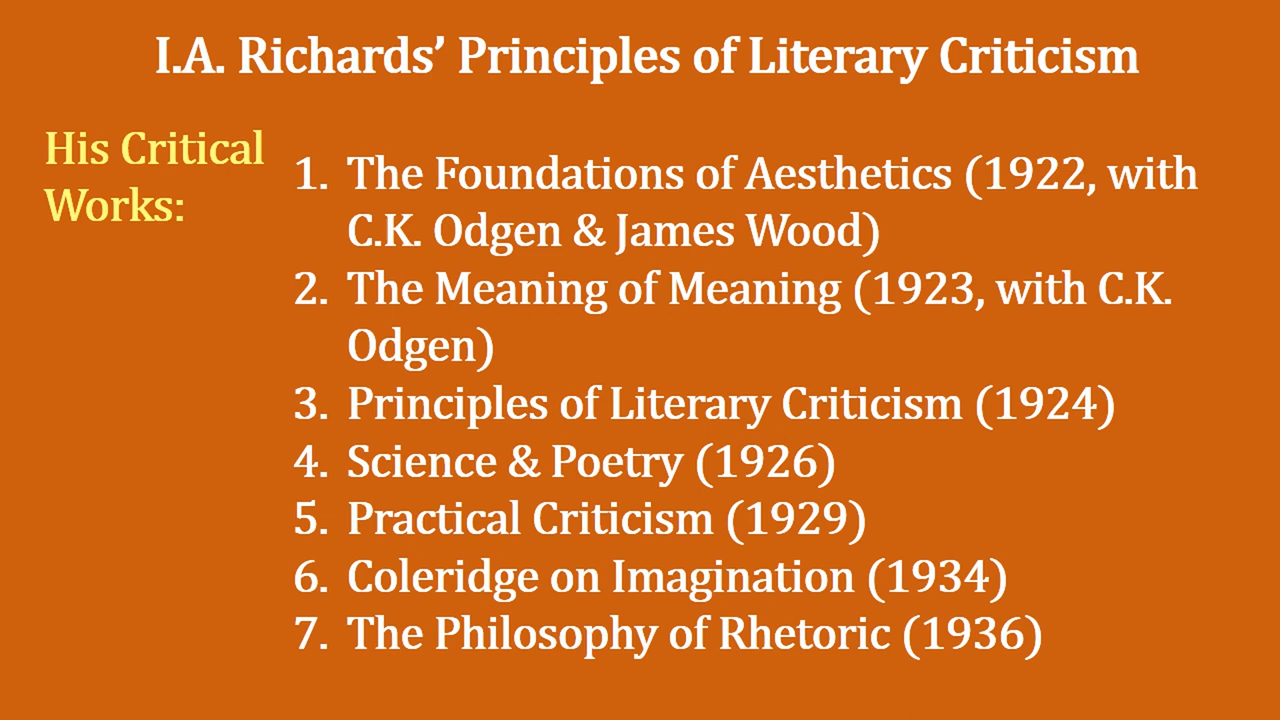 I.A. Richards’ Principles of Literary Criticism
His Critical
Works:
1. The Foundations of Aesthetics (1922, with
C.K. Odgen & James Wood)
2. The Meaning of Meaning (1923, with C.K.
Odgen)
3. Principles of Literary Criticism (1924)
4. Science & Poetry (1926)
5. Practical Criticism (1929)
6. Coleridge on Imagination (1934)
7. The Philosophy of Rhetoric (1936)